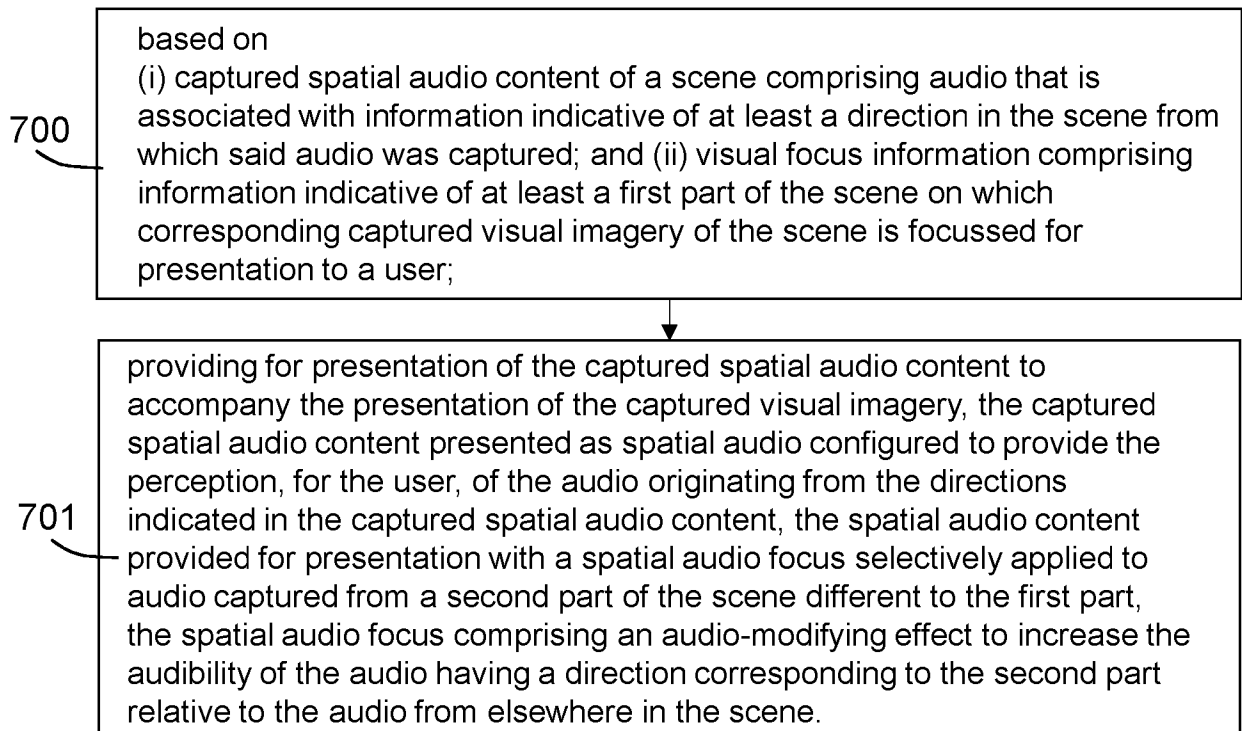 based on
(i) captured spatial audio content of a scene comprising audio that is
associated with information indicative of at least a direction in the scene from
which said audio was captured; and (ii) visual focus information comprising
information indicative of at least a first part of the scene on which
corresponding captured visual imagery of the scene is focussed for
presentation to a user;
700
providing for presentation of the captured spatial audio content to
accompany the presentation of the captured visual imagery, the captured
spatial audio content presented as spatial audio configured to provide the
perception, for the user, of the audio originating from the directions
indicated in the captured spatial audio content, the spatial audio content
provided for presentation with a spatial audio focus selectively applied to
audio captured from a second part of the scene different to the first part,
the spatial audio focus comprising an audio-modifying effect to increase the
audibility of the audio having a direction corresponding to the second part
relative to the audio from elsewhere in the scene.
701